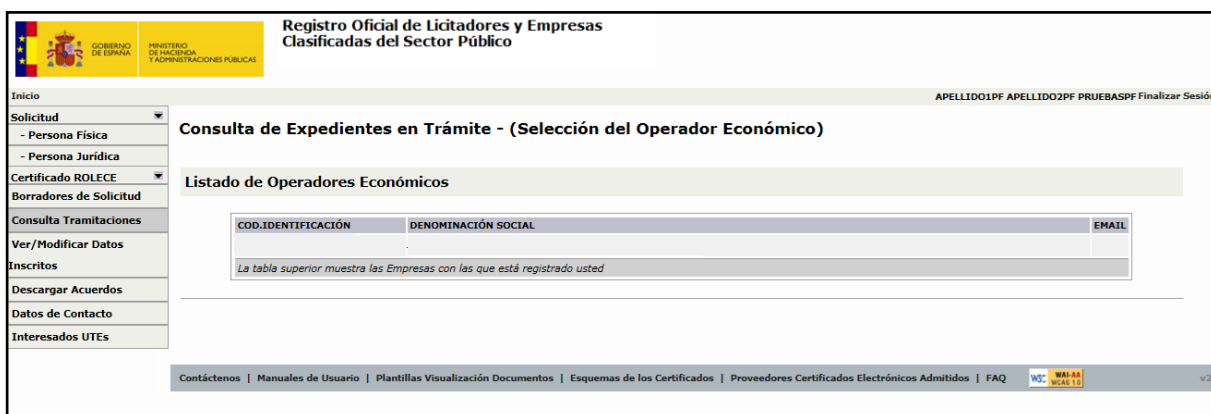 GOBIERNO
DE ESPAÑA
MINISTERIO
DE HACIENDA
Y ADMINISTRACIONES PÚBLICAS
Registro Oficial de Licitadores y Empresas
Clasificadas del Sector Público
Inicio
APELLIDO1PF APELLIDO2PF PRUEBASPF Finalizar Sesión
Solicitud
- Persona Física
- Persona Jurídica
Certificado ROLECE
Borradores de Solicitud
Consulta Tramitaciones
Ver/Modificar Datos
Inscritos
Descargar Acuerdos
Datos de Contacto
Interesados UTEs
Consulta de Expedientes en Trámite - (Selección del Operador Económico)
Listado de Operadores Económicos
COD.IDENTIFICACIÓN DENOMINACIÓN SOCIAL EMAIL
.
La tabla superior muestra las Empresas con las que está registrado usted
Contáctenos | Manuales de Usuario | Plantillas Visualización Documentos | Esquemas de los Certificados | Proveedores Certificados Electrónicos Admitidos | FAQ
W3C WAI-AA
WCAG 1.0